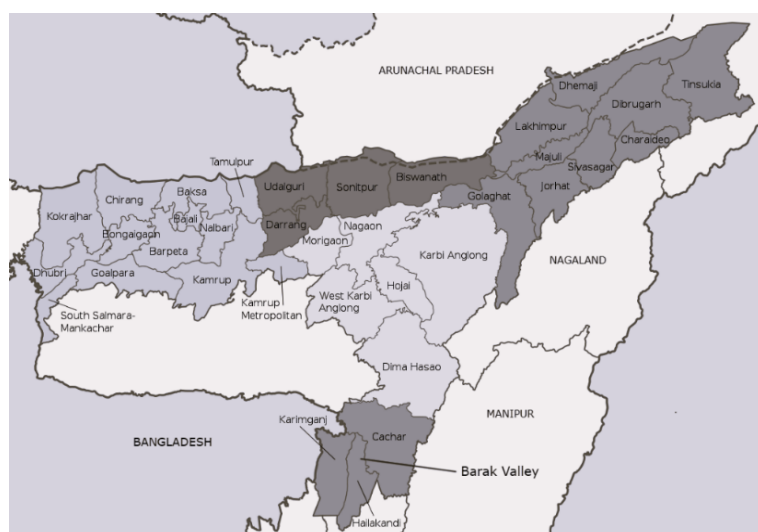 ARUNACHAL PRADESH
Dhemaji
Tinsukia
Dibrugarh
Lakhimpur
Charaideo
Majuli
Sivasagar
Tamulpur
Jorhat
Udalguri
Sonitpur
Biswanath
Golaghat
Baksa
Chirang
Kokrajhar
Bajali
Nalbari
Bongaigaon
Darrang
Nagaon
Morigaon
Barpeta
Karbi Anglong
NAGALAND
Dhubri
Goalpara
Kamrup
Hojai
Kamrup
Metropolitan
West Karbi
Anglong
South Salmara-
Mankachar
Dima Hasao
MANIPUR
Karimganj
BANGLADESH
Cachar
Barak Valley
Hailakandi